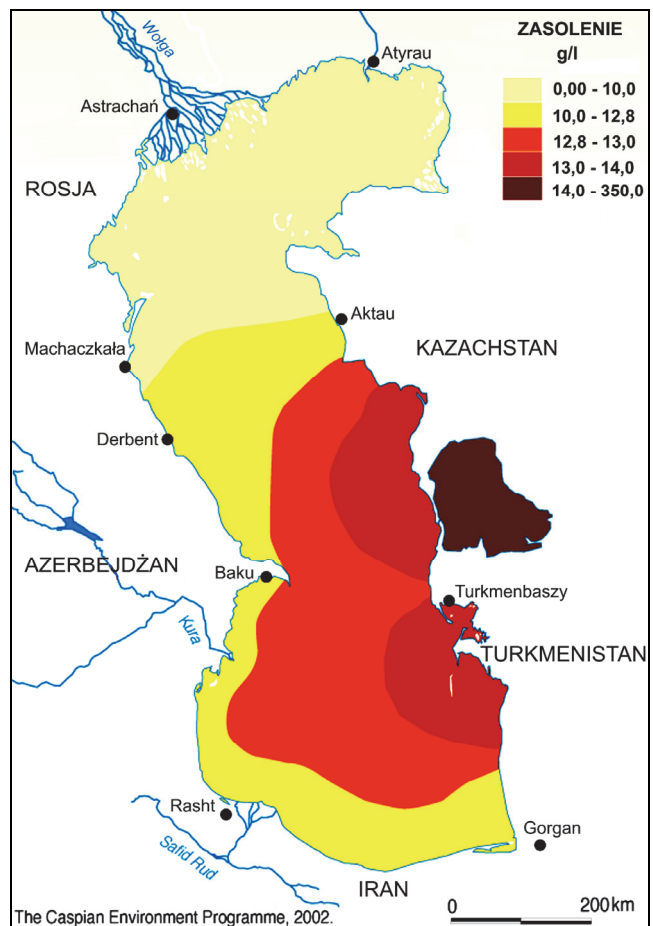 ZASOLENIE
g/l
0,00 - 10,0
10,0 - 12,8
12,8 - 13,0
13,0 - 14,0
14,0 - 350,0
Wołga
Atyrau
Astrachań
ROSJA
Aktau
KAZACHSTAN
Machaczkała
Derbent
AZERBEJDŻAN
Baku
Turkmenbaszy
Kura
TURKMENISTAN
Rasht
Gorgan
Safid Rud
IRAN
0 200 km
The Caspian Environment Programme, 2002.